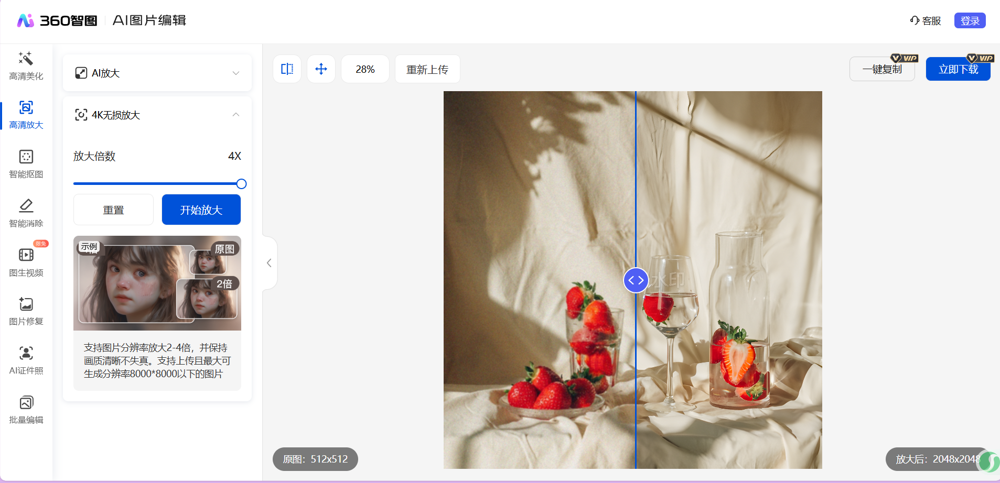 360智图
AI图片编辑
客服
登录
高清美化
高清放大
智能抠图
智能消除
限免
图生视频
图片修复
AI证件照
批量编辑
AI放大
4K无损放大
放大倍数
4X
重置
开始放大
示例
原图
2倍
支持图片分辨率放大2-4倍，并保持
画质清晰不失真。支持上传且最大可
生成分辨率8000*8000以下的图片
28%
重新上传
VIP
一键复制
VIP
立即下载
水印
原图：512x512
放大后：2048x2048